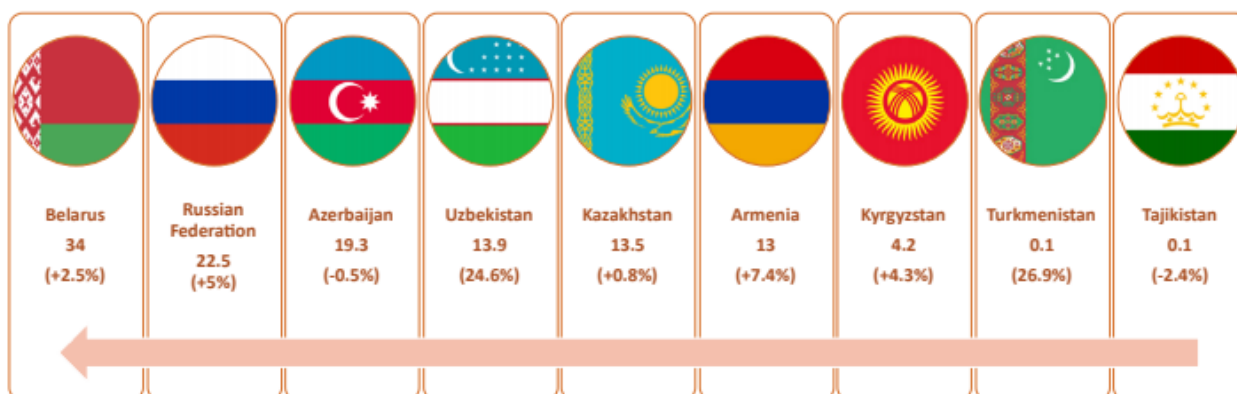 Belarus
34
(+2.5%)
Russian
Federation
22.5
(+5%)
Azerbaijan
19.3
(-0.5%)
Uzbekistan
13.9
(24.6%)
Kazakhstan
13.5
(+0.8%)
Armenia
13
(+7.4%)
Kyrgyzstan
4.2
(+4.3%)
Turkmenistan
0.1
(26.9%)
Tajikistan
0.1
(-2.4%)